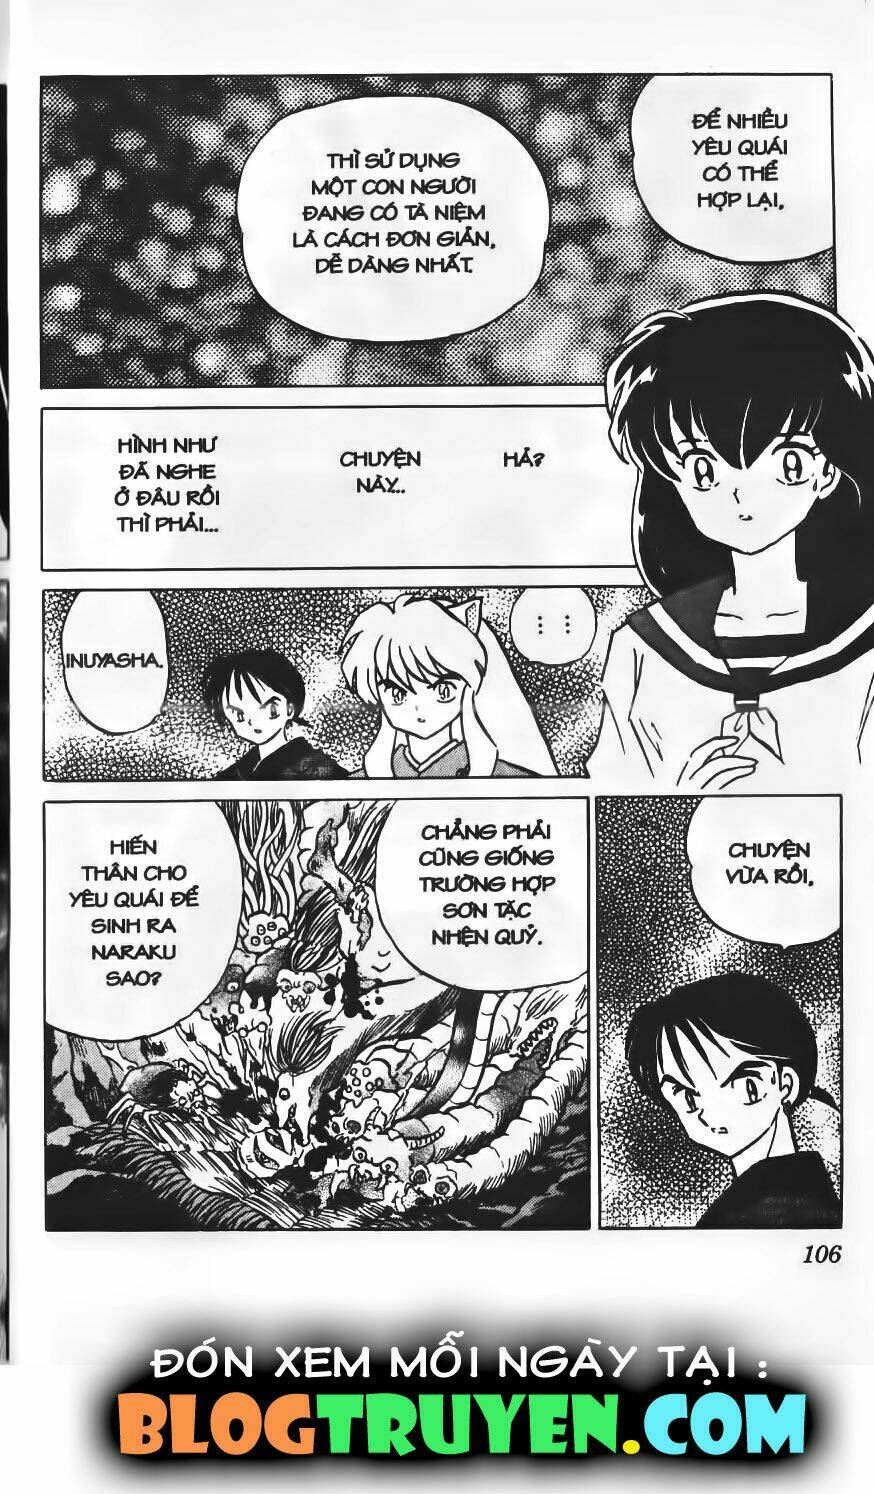 ĐỂ NHIỀU
YÊU QUÁI
CÓ THỂ
HỢP LẠI,
THÌ SỬ DỤNG
MỘT CON NGƯỜI
ĐANG CÓ TÀ NIỆM
LÀ CÁCH ĐƠN GIẢN,
DỄ DÀNG NHẤT.
HẢ?
CHUYỆN
NÀY...
HÌNH NHƯ
ĐÃ NGHE
Ở ĐÂU RỒI
THÌ PHẢI...
......
INUYASHA.
CHUYỆN
VỪA RỒI,
CHẲNG PHẢI
CŨNG GIỐNG
TRƯỜNG HỢP
SƠN TẶC
NHỆN QUỶ.
HIẾN
THÂN CHO
YÊU QUÁI ĐỂ
SINH RA
NARAKU
SAO?
106
ĐÓN XEM MỖI NGÀY TẠI :
BLOGTRUYEN.COM